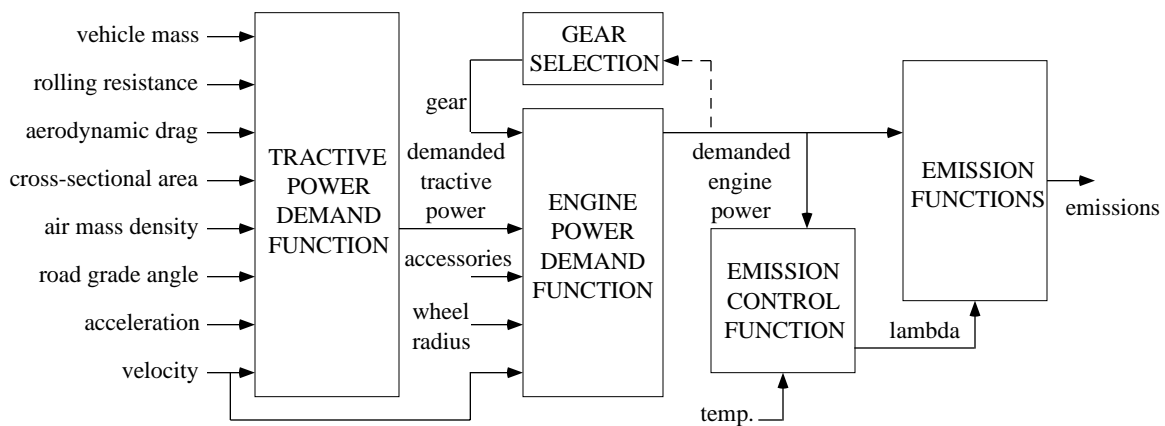 vehicle mass
rolling resistance
aerodynamic drag
cross-sectional area
air mass density
road grade angle
acceleration
velocity
TRACTIVE
POWER
DEMAND
FUNCTION
GEAR
SELECTION
gear
demanded
tractive
power
accessories
wheel
radius
ENGINE
POWER
DEMAND
FUNCTION
demanded
engine
power
EMISSION
CONTROL
FUNCTION
temp.
lambda
EMISSION
FUNCTIONS
emissions